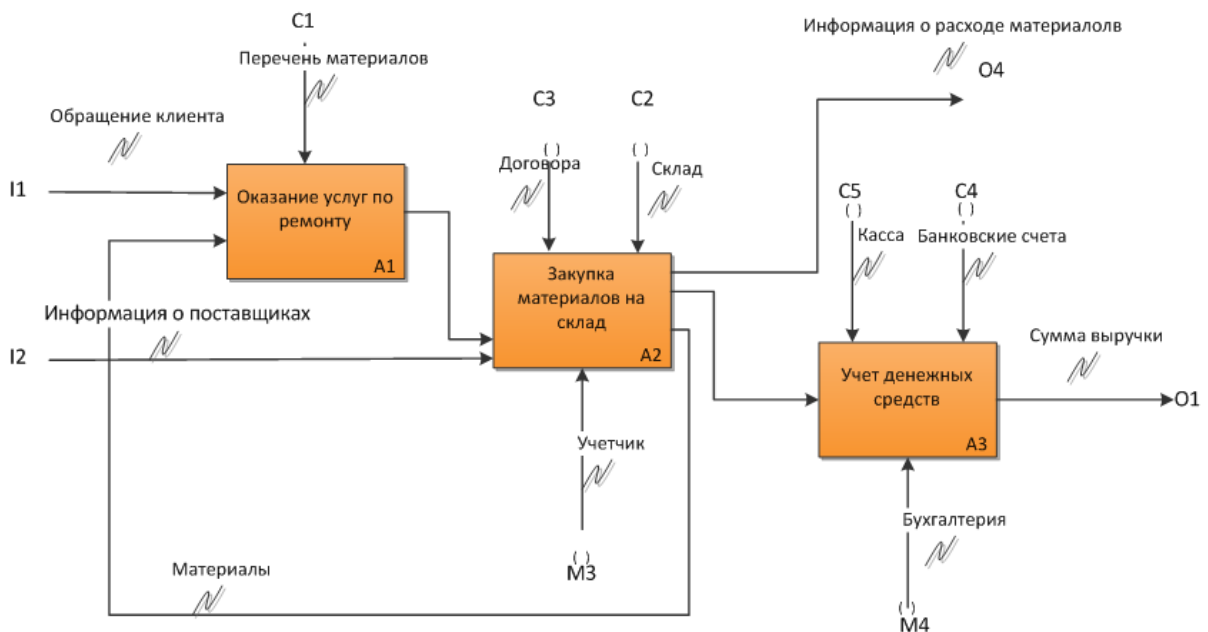 C1
Перечень материалов
Информация о расходе материалолв
O4
Обращение клиента
C3
C2
I1
Оказание услуг по
ремонту
A1
( )
( )
Договора
Склад
C5
C4
( )
( )
Касса
Банковские счета
Закупка
материалов на
склад
A2
Информация о поставщиках
I2
Сумма выручки
Учет денежных
средств
A3
O1
Учетчик
Бухгалтерия
( )
M3
Материалы
( )
M4